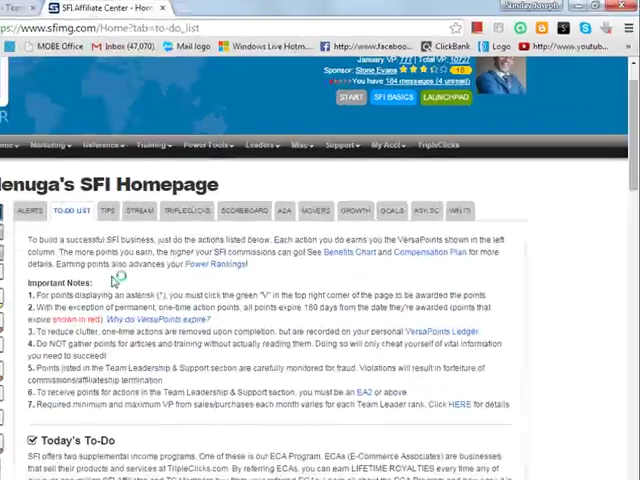 Sunday Joseph
SFI Affiliate Center - Hom
www.sfimg.com/Home?tab=to-do_list
MOBE Office
Inbox (47,070)
Mail logo
Windows Live Hotm...
http://www.faceboo...
ClickBank
Logo
http://www.youtub...
January VP: 777 | Total VP: 10727
Sponsor: Stone Evans
You have 184 messages (4 unread)
START
SFI BASICS
LAUNCHPAD
Marketing
Reference
Training
Power Tools
Leaders
Misc
Support
My Acct
TripleClicks
lenuga's SFI Homepage
ALERTS
TO-DO LIST
TIPS
STREAM
TRIPLECLICKS
SCOREBOARD
A2A
MOVERS
GROWTH
GOALS
ASK SC
WIN IT!
To build a successful SFI business, just do the actions listed below. Each action you do earns you the VersaPoints shown in the left
column. The more points you earn, the higher your SFI commissions can go! See Benefits Chart and Compensation Plan for more
details. Earning points also advances your Power Rankings!
Important Notes:
1. For points displaying an asterisk (*), you must click the green "V" in the top right corner of the page to be awarded the points.
2. With the exception of permanent, one-time action points, all points expire 180 days from the date they're awarded (points that
expire shown in red). Why do VersaPoints expire?
3. To reduce clutter, one-time actions are removed upon completion, but are recorded on your personal VersaPoints Ledger.
4. Do NOT gather points for articles and training without actually reading them. Doing so will only cheat yourself of vital information
you need to succeed!
5. Points listed in the Team Leadership & Support section are carefully monitored for fraud. Violations will result in forfeiture of
commissions/affiliateship termination
6. To receive points for actions in the Team Leadership & Support section, you must be an EA2 or above.
7. Required minimum and maximum VP from sales/purchases each month varies for each Team Leader rank. Click HERE for details.
Today's To-Do
SFI offers two supplemental income programs. One of these is our ECA Program. ECAs (E-Commerce Associates) are businesses
that sell their products and services at TripleClicks.com. By referring ECAs, you can earn LIFETIME ROYALTIES every time any of